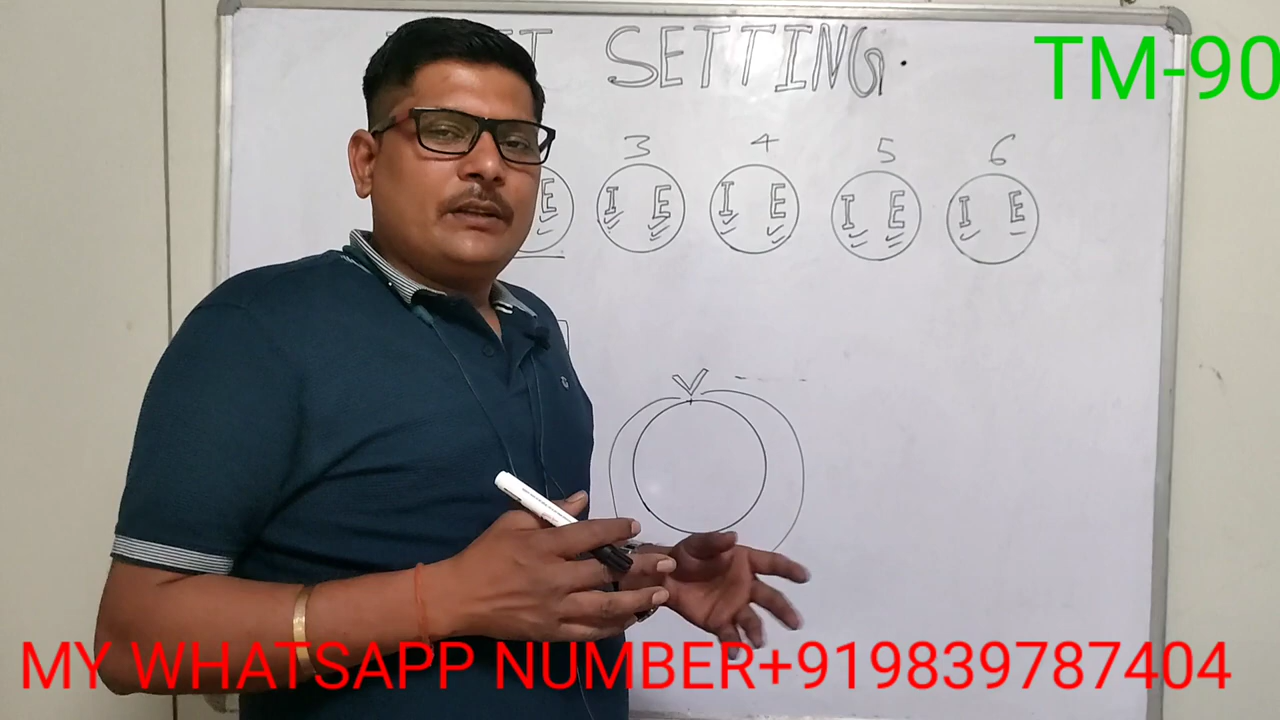 SETTING.
TM-90
3 4 5 6
E I E I E I E I E
V
MY WHATSAPP NUMBER+919839787404